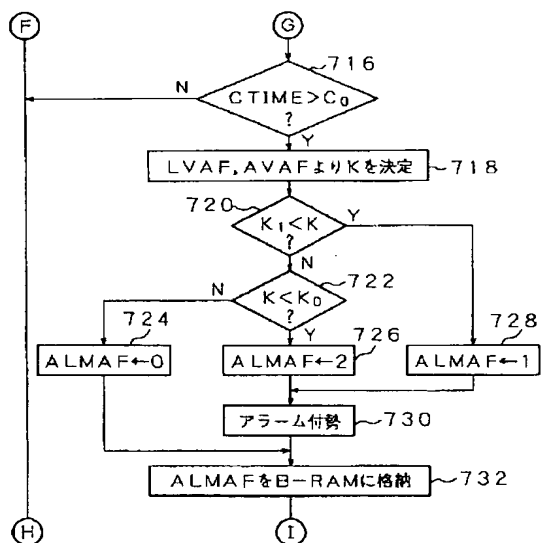 F
G
716
N
CTIME>C₀
?
Y
LVAF,AVAFよりKを決定
718
720
K₁<K
?
Y
N
722
N
K<K₀
?
Y
724
726
728
ALMAF←0
ALMAF←2
ALMAF←1
アラーム付勢
730
ALMAFをB-RAMに格納
732
H
I